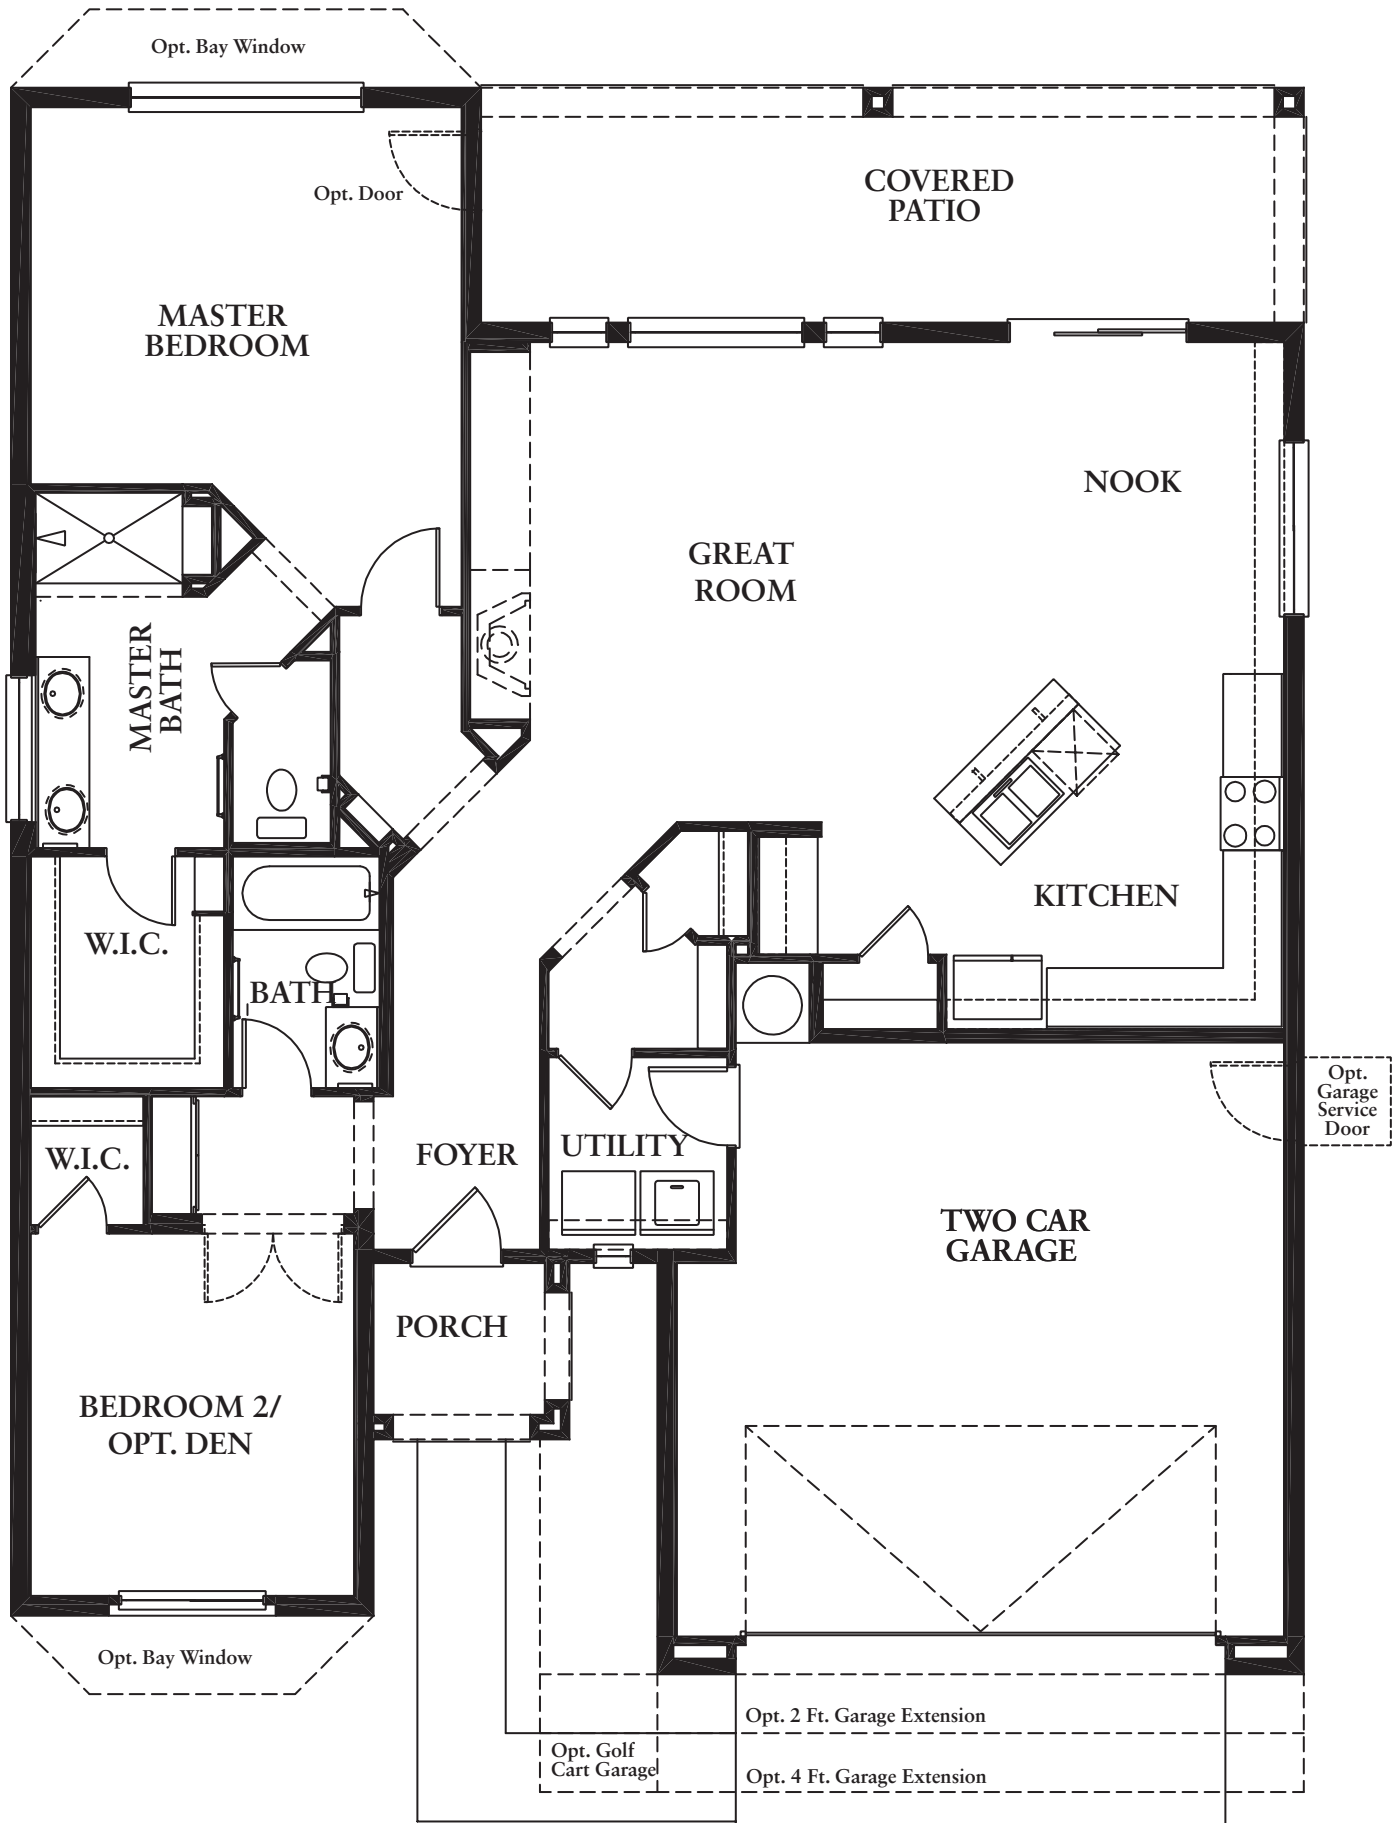 Opt. Bay Window
Opt. Door
COVERED
PATIO
MASTER
BEDROOM
NOOK
GREAT
ROOM
MASTER
BATH
KITCHEN
W.I.C.
BATH
Opt.
Garage
Service
Door
W.I.C.
FOYER
UTILITY
TWO CAR
GARAGE
PORCH
BEDROOM 2/
OPT. DEN
Opt. Bay Window
Opt. 2 Ft. Garage Extension
Opt. Golf
Cart Garage
Opt. 4 Ft. Garage Extension